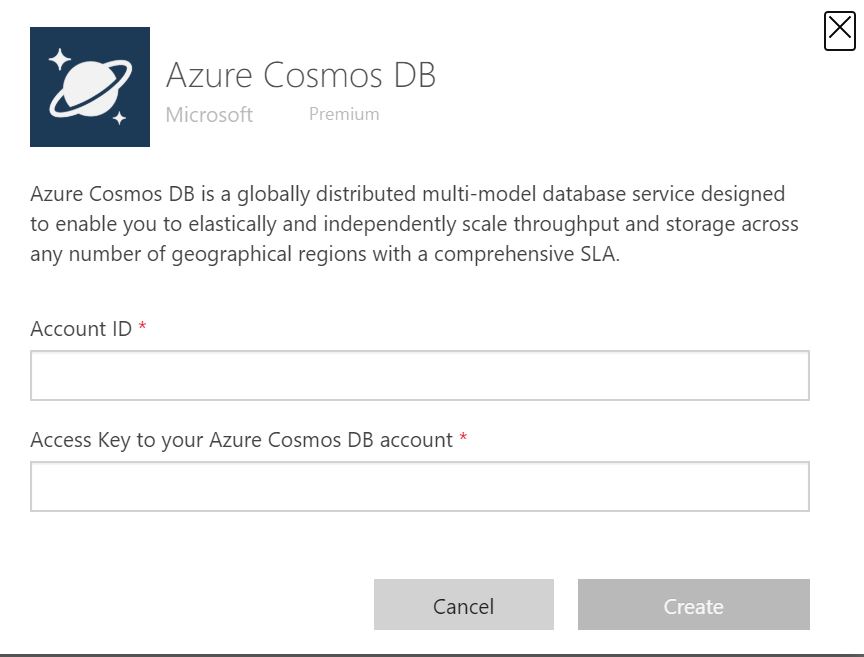 Azure Cosmos DB
Microsoft Premium
Azure Cosmos DB is a globally distributed multi-model database service designed
to enable you to elastically and independently scale throughput and storage across
any number of geographical regions with a comprehensive SLA.
Account ID *
Access Key to your Azure Cosmos DB account *
Cancel Create